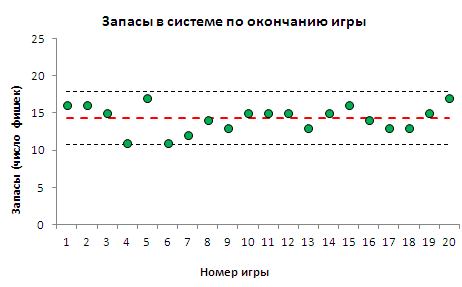 Запасы в системе по окончанию игры
Запасы (число фишек)
25
20
15
10
5
0
1 2 3 4 5 6 7 8 9 10 11 12 13 14 15 16 17 18 19 20
Номер игры